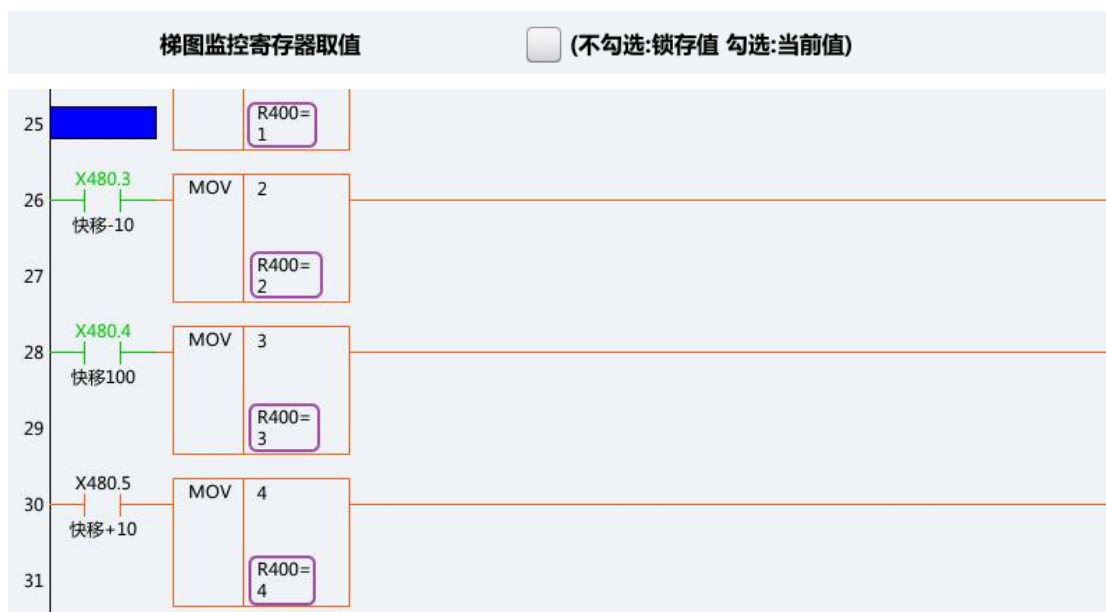 梯图监控寄存器取值 (不勾选:锁存值 勾选:当前值)
25
R400=
1
X480.3
26
MOV 2
快移-10
27
R400=
2
X480.4
28
MOV 3
快移100
29
R400=
3
X480.5
30
MOV 4
快移+10
31
R400=
4